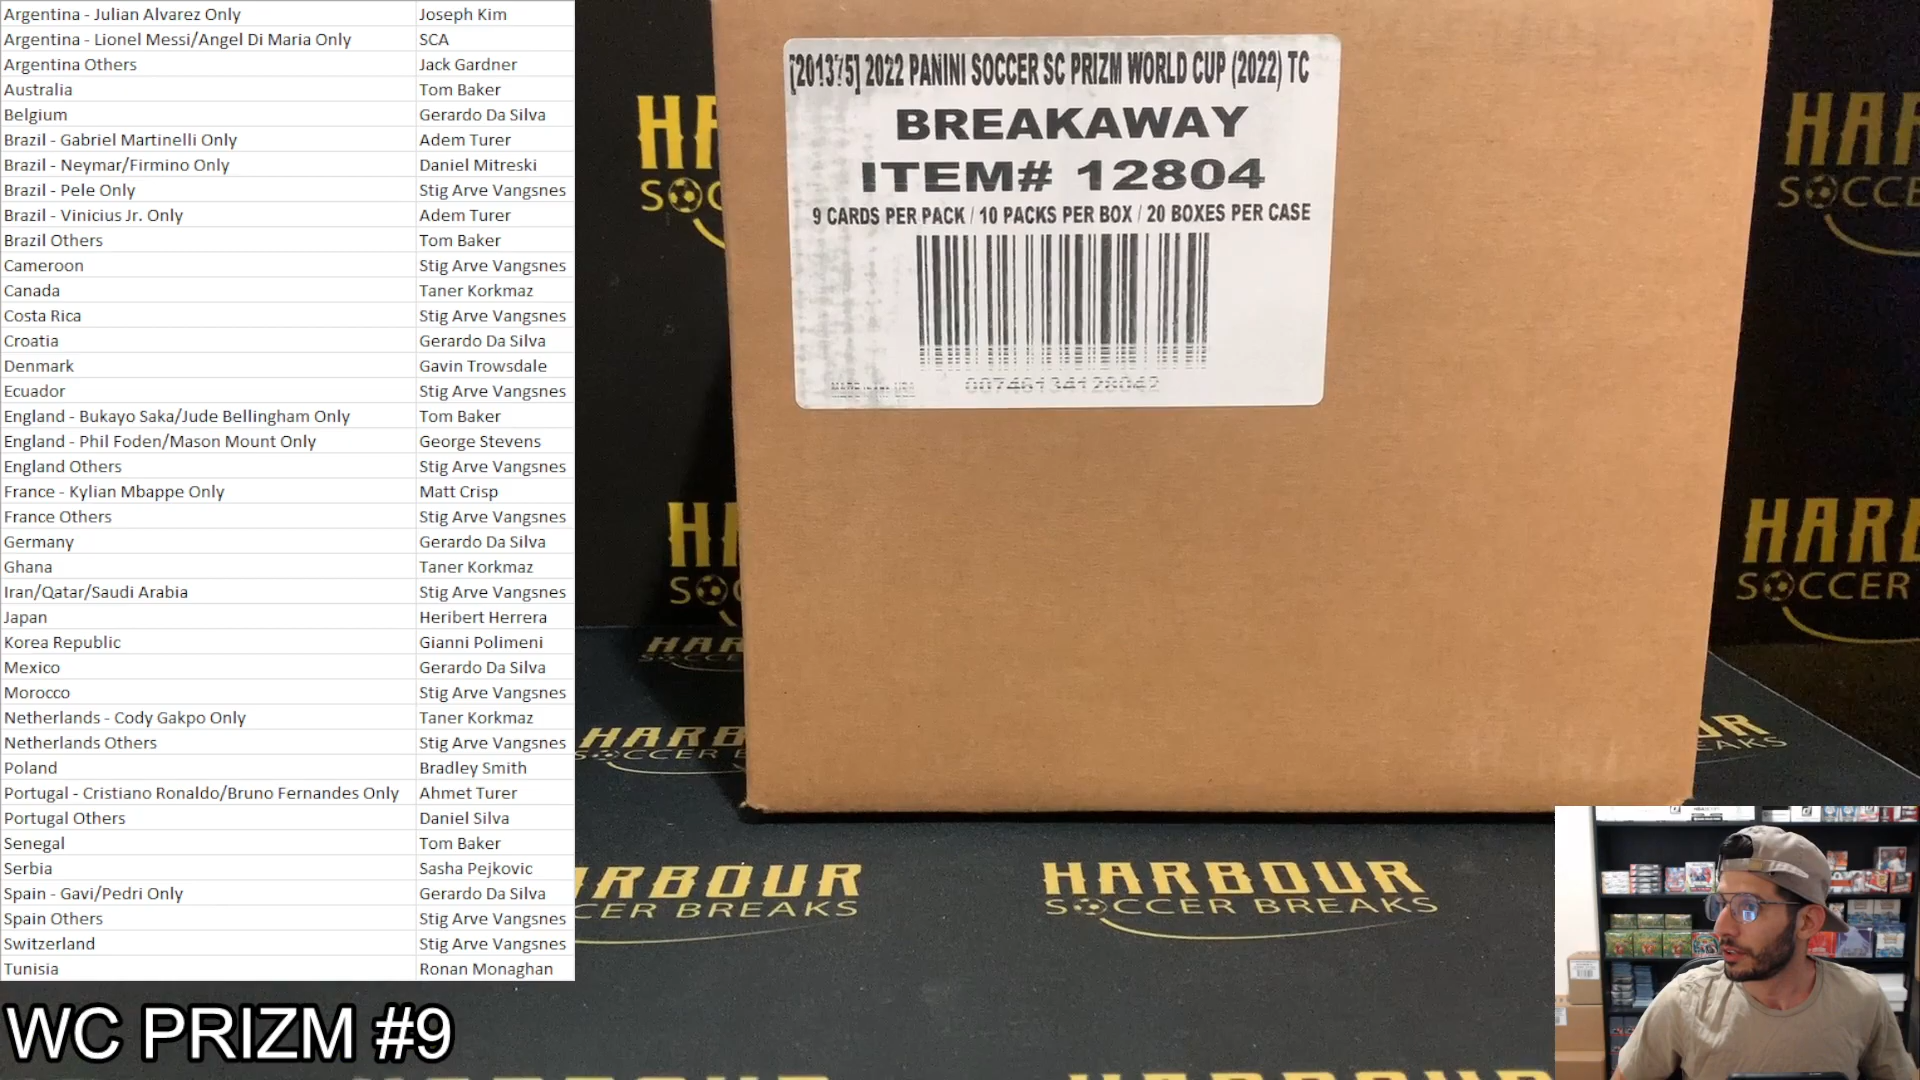 Argentina - Julian Alvarez Only Joseph Kim
Argentina - Lionel Messi/Angel Di Maria Only SCA
Argentina Others Jack Gardner
Australia Tom Baker
Belgium Gerardo Da Silva
Brazil - Gabriel Martinelli Only Adem Turer
Brazil - Neymar/Firmino Only Daniel Mitreski
Brazil - Pele Only Stig Arve Vangsnes
Brazil - Vinicius Jr. Only Adem Turer
Brazil Others Tom Baker
Cameroon Stig Arve Vangsnes
Canada Taner Korkmaz
Costa Rica Stig Arve Vangsnes
Croatia Gerardo Da Silva
Denmark Gavin Trowsdale
Ecuador Stig Arve Vangsnes
England - Bukayo Saka/Jude Bellingham Only Tom Baker
England - Phil Foden/Mason Mount Only George Stevens
England Others Stig Arve Vangsnes
France - Kylian Mbappe Only Matt Crisp
France Others Stig Arve Vangsnes
Germany Gerardo Da Silva
Ghana Taner Korkmaz
Iran/Qatar/Saudi Arabia Stig Arve Vangsnes
Japan Heribert Herrera
Korea Republic Gianni Polimeni
Mexico Gerardo Da Silva
Morocco Stig Arve Vangsnes
Netherlands - Cody Gakpo Only Taner Korkmaz
Netherlands Others Stig Arve Vangsnes
Poland Bradley Smith
Portugal - Cristiano Ronaldo/Bruno Fernandes Only Ahmet Turer
Portugal Others Daniel Silva
Senegal Tom Baker
Serbia Sasha Pejkovic
Spain - Gavi/Pedri Only Gerardo Da Silva
Spain Others Stig Arve Vangsnes
Switzerland Stig Arve Vangsnes
Tunisia Ronan Monaghan
WC PRIZM #9
[201375] 2022 PANINI SOCCER SC PRIZM WORLD CUP (2022) TC
BREAKAWAY
ITEM# 12804
9 CARDS PER PACK / 10 PACKS PER BOX / 20 BOXES PER CASE
MADE IN THE USA
00746134128042
HARBOUR
SOCCER BREAKS